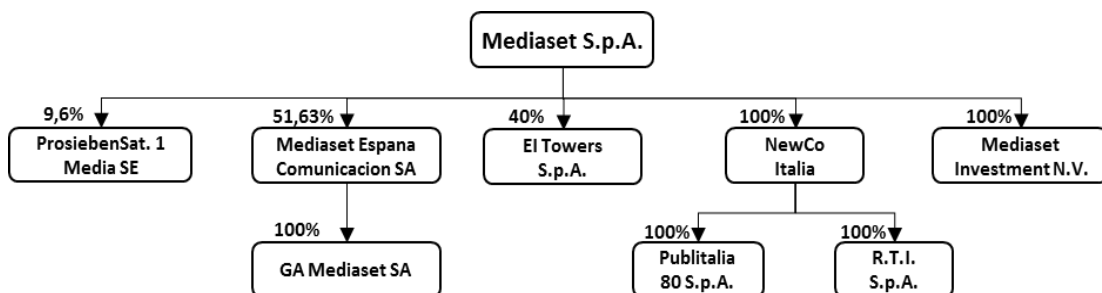 Mediaset S.p.A.
9,6%
51,63%
40%
100%
100%
ProsiebenSat. 1
Media SE
Mediaset Espana
Comunicacion SA
EI Towers
S.p.A.
NewCo
Italia
Mediaset
Investment N.V.
100%
100%
100%
GA Mediaset SA
Publitalia
80 S.p.A.
R.T.I.
S.p.A.